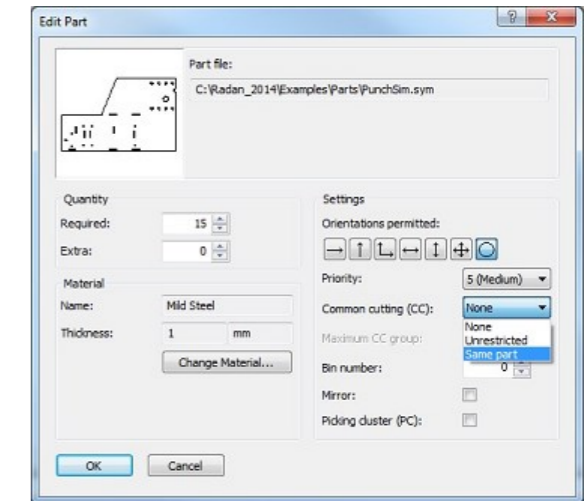 Edit Part
Part file:
C:\Radan_2014\Examples\Parts\PunchSim.sym
Quantity
Required: 15
Extra: 0
Material
Name: Mild Steel
Thickness: 1 mm
Change Material...
Settings
Orientations permitted:
Priority: 5 (Medium)
Common cutting (CC): None
None
Unrestricted
Same part
Maximum CC group:
Bin number: 0
Mirror:
Picking cluster (PC):
OK Cancel